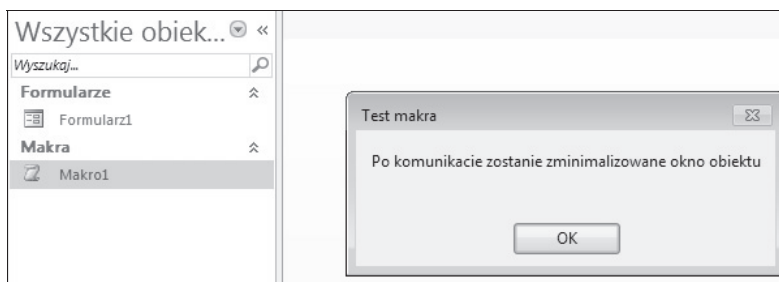 Wszystkie obiek... «
Wyszukaj...
Formularze
Formularz1
Makra
Makro1
Test makra
Po komunikacie zostanie zminimalizowane okno obiektu
OK